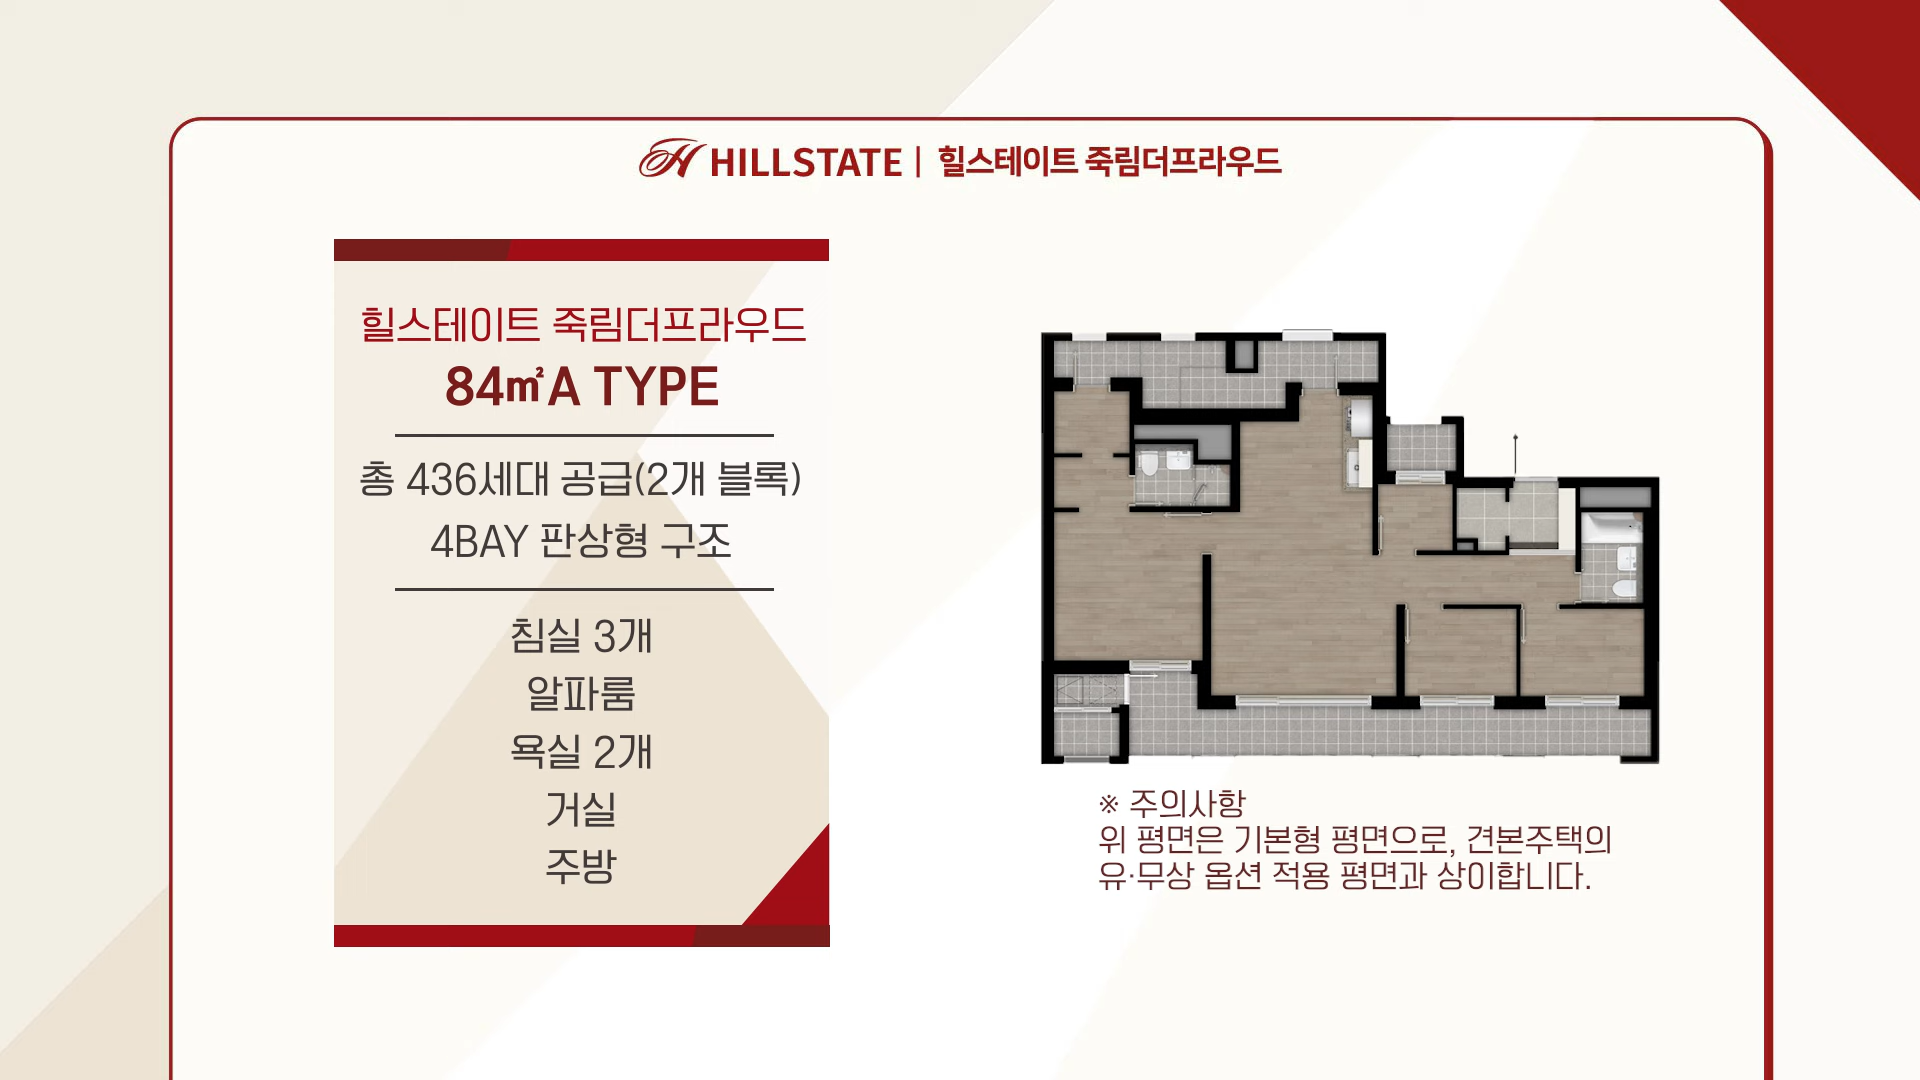 HILLSTATE | 힐스테이트 죽림더프라우드
힐스테이트 죽림더프라우드
84㎡A TYPE
총 436세대 공급(2개 블록)
4BAY 판상형 구조
침실 3개
알파룸
욕실 2개
거실
주방
※ 주의사항
위 평면은 기본형 평면으로, 견본주택의
유·무상 옵션 적용 평면과 상이합니다.